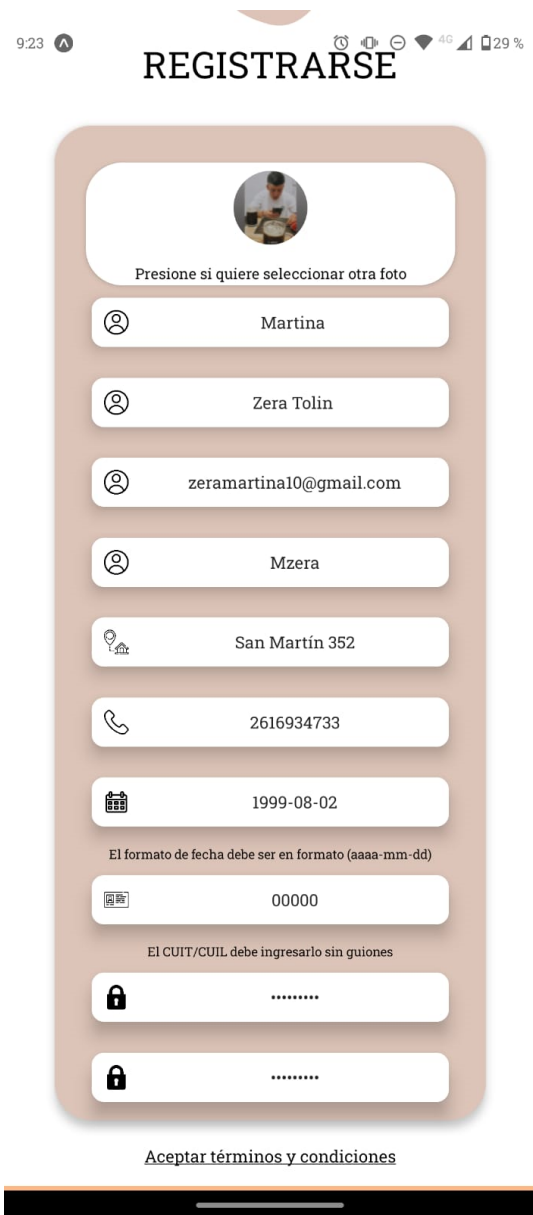 9:23
4G
29 %
REGISTRARSE
Presione si quiere seleccionar otra foto
Martina
Zera Tolin
zeramartina10@gmail.com
Mzera
San Martín 352
2616934733
1999-08-02
El formato de fecha debe ser en formato (aaaa-mm-dd)
00000
El CUIT/CUIL debe ingresarlo sin guiones
•••••••••
•••••••••
Aceptar términos y condiciones